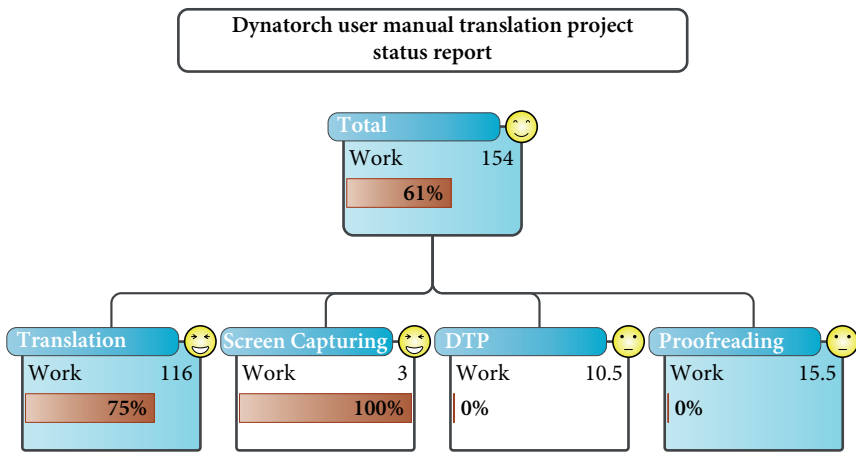 Dynatorch user manual translation project
status report
Total
Work 154
61%
Translation
Work 116
75%
Screen Capturing
Work 3
100%
DTP
Work 10.5
0%
Proofreading
Work 15.5
0%